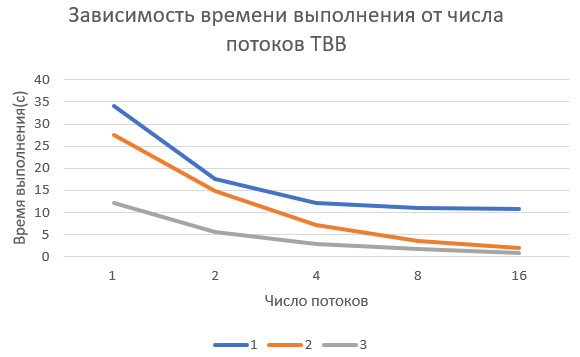 Зависимость времени выполнения от числа
потоков TBB
Время выполнения(с)
40
35
30
25
20
15
10
5
0
1 2 4 8 16
Число потоков
1 2 3